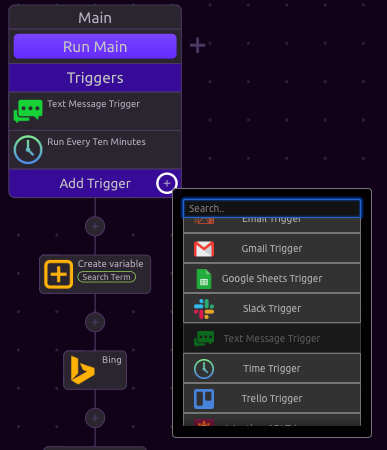 Main
Run Main
Triggers
Text Message Trigger
Run Every Ten Minutes
Add Trigger
Search..
Email Trigger
Gmail Trigger
Google Sheets Trigger
Slack Trigger
Text Message Trigger
Time Trigger
Trello Trigger
Create variable
Search Term
Bing